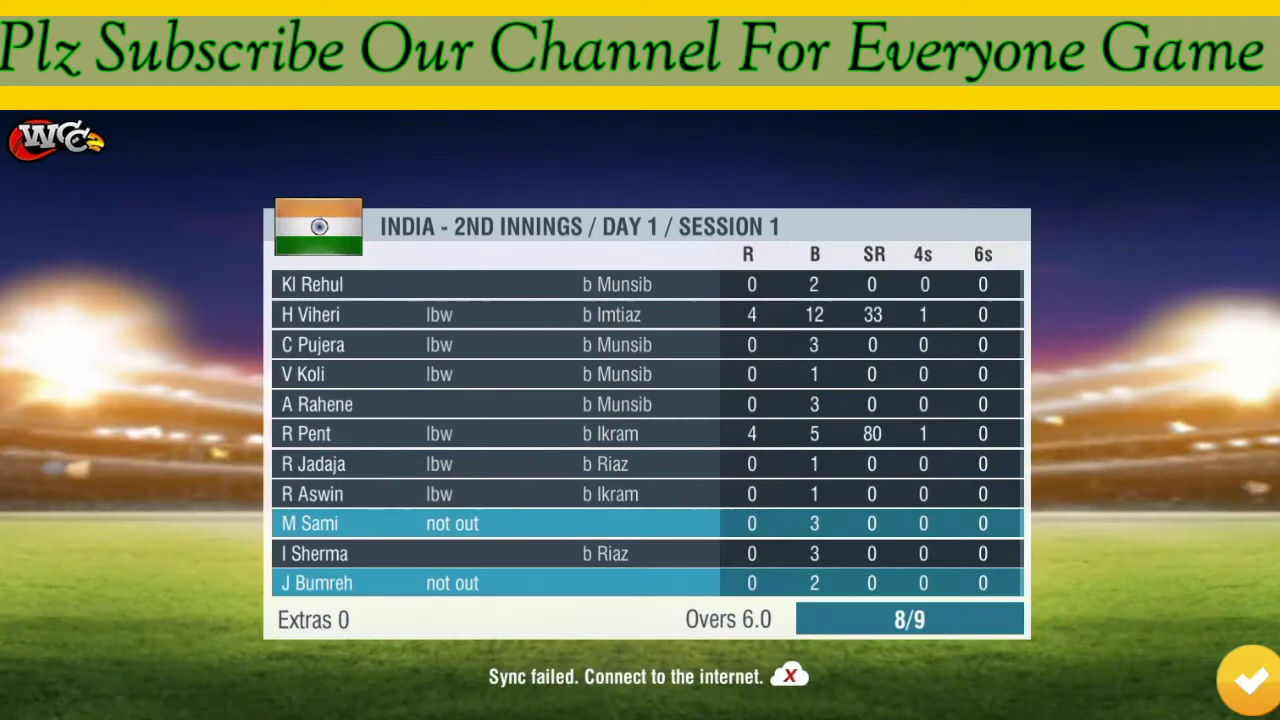 Plz Subscribe Our Channel For Everyone Game
WCC2
INDIA - 2ND INNINGS / DAY 1 / SESSION 1
R B SR 4s 6s
Kl Rehul b Munsib 0 2 0 0 0
H Viheri lbw b Imtiaz 4 12 33 1 0
C Pujera lbw b Munsib 0 3 0 0 0
V Koli lbw b Munsib 0 1 0 0 0
A Rahene b Munsib 0 3 0 0 0
R Pent lbw b Ikram 4 5 80 1 0
R Jadaja lbw b Riaz 0 1 0 0 0
R Aswin lbw b Ikram 0 1 0 0 0
M Sami not out 0 3 0 0 0
I Sherma b Riaz 0 3 0 0 0
J Bumreh not out 0 2 0 0 0
Extras 0 Overs 6.0 8/9
Sync failed. Connect to the internet. X